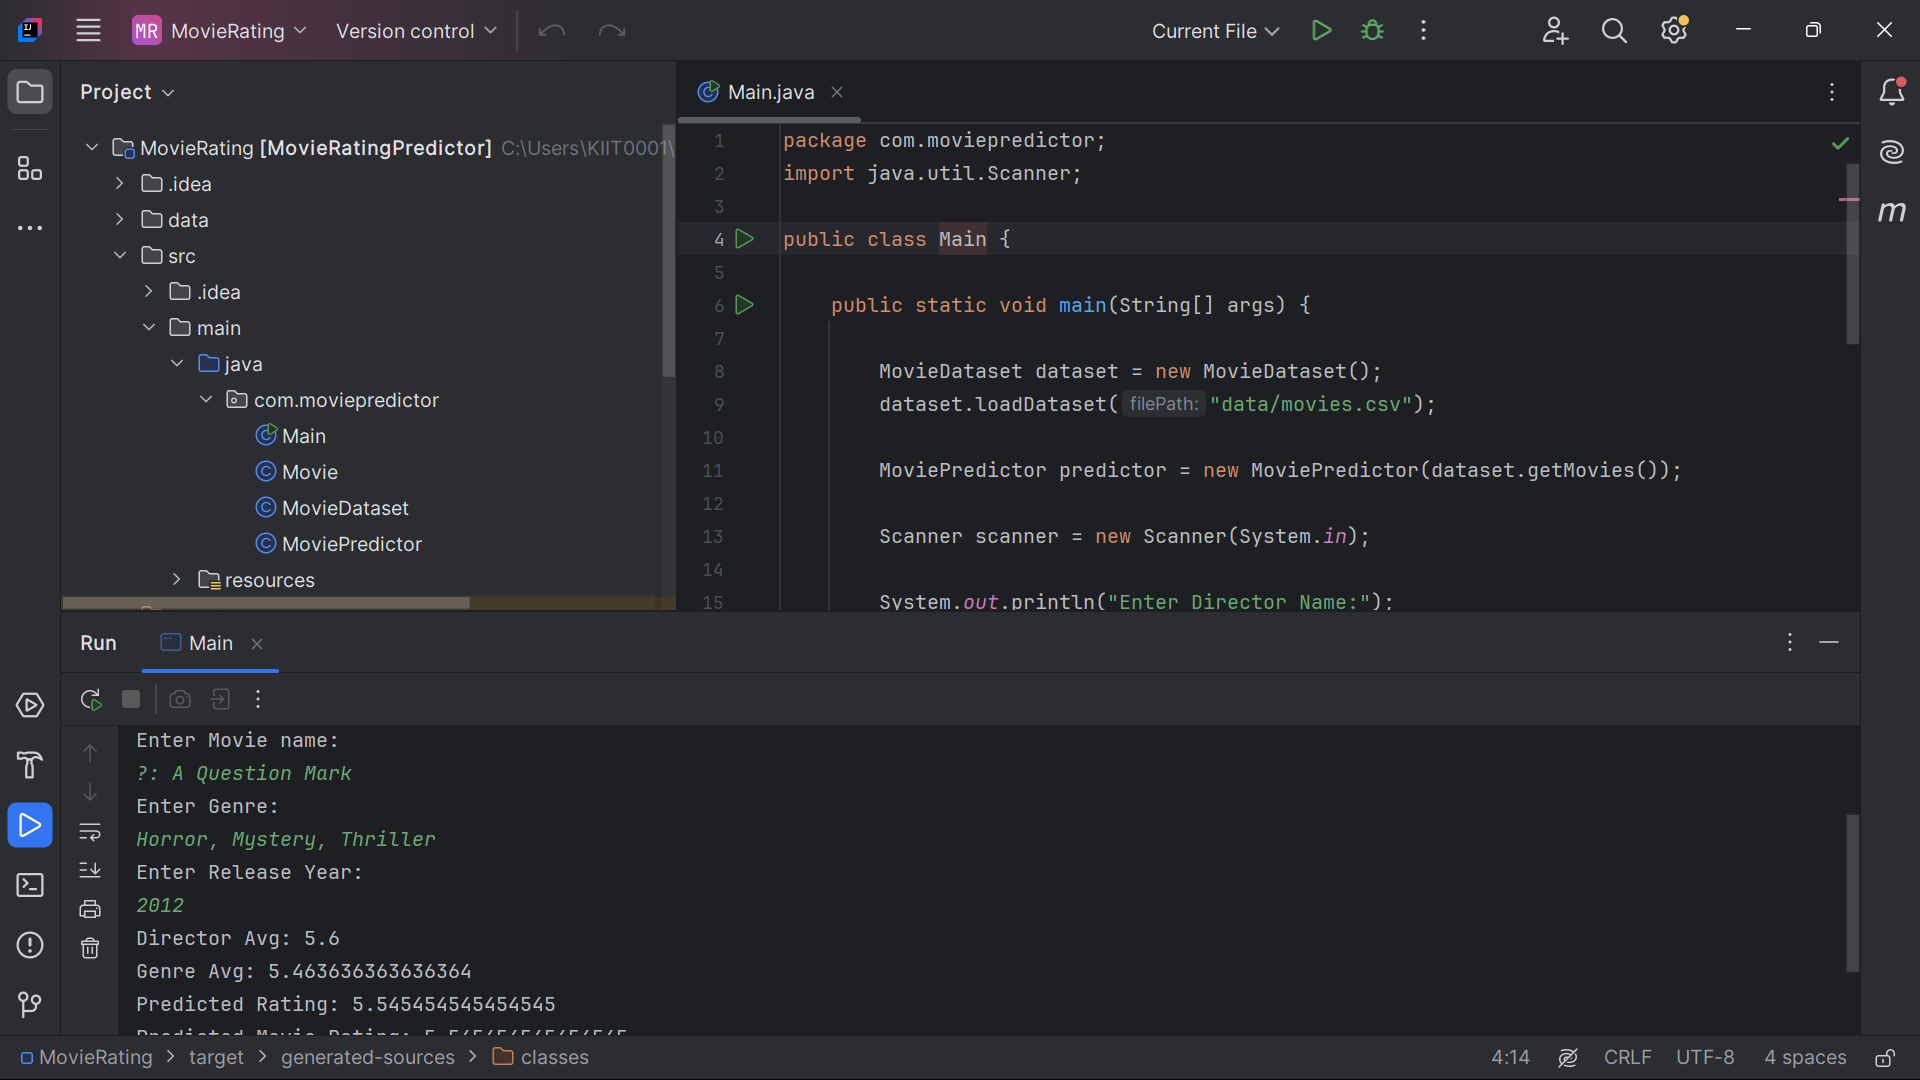 MR MovieRating Version control Current File
Project
MovieRating [MovieRatingPredictor] C:\Users\KIIT0001\
.idea
data
src
.idea
main
java
com.moviepredictor
Main
Movie
MovieDataset
MoviePredictor
resources
Main.java
1 package com.moviepredictor;
2 import java.util.Scanner;
3
4 public class Main {
5
6 public static void main(String[] args) {
7
8 MovieDataset dataset = new MovieDataset();
9 dataset.loadDataset( filePath: "data/movies.csv");
10
11 MoviePredictor predictor = new MoviePredictor(dataset.getMovies());
12
13 Scanner scanner = new Scanner(System.in);
14
15 System.out.println("Enter Director Name:");
m
Run Main
Enter Movie name:
?: A Question Mark
Enter Genre:
Horror, Mystery, Thriller
Enter Release Year:
2012
Director Avg: 5.6
Genre Avg: 5.463636363636364
Predicted Rating: 5.545454545454545
Predicted Movie Rating: 5.545454545454545
MovieRating > target > generated-sources > classes
4:14 CRLF UTF-8 4 spaces